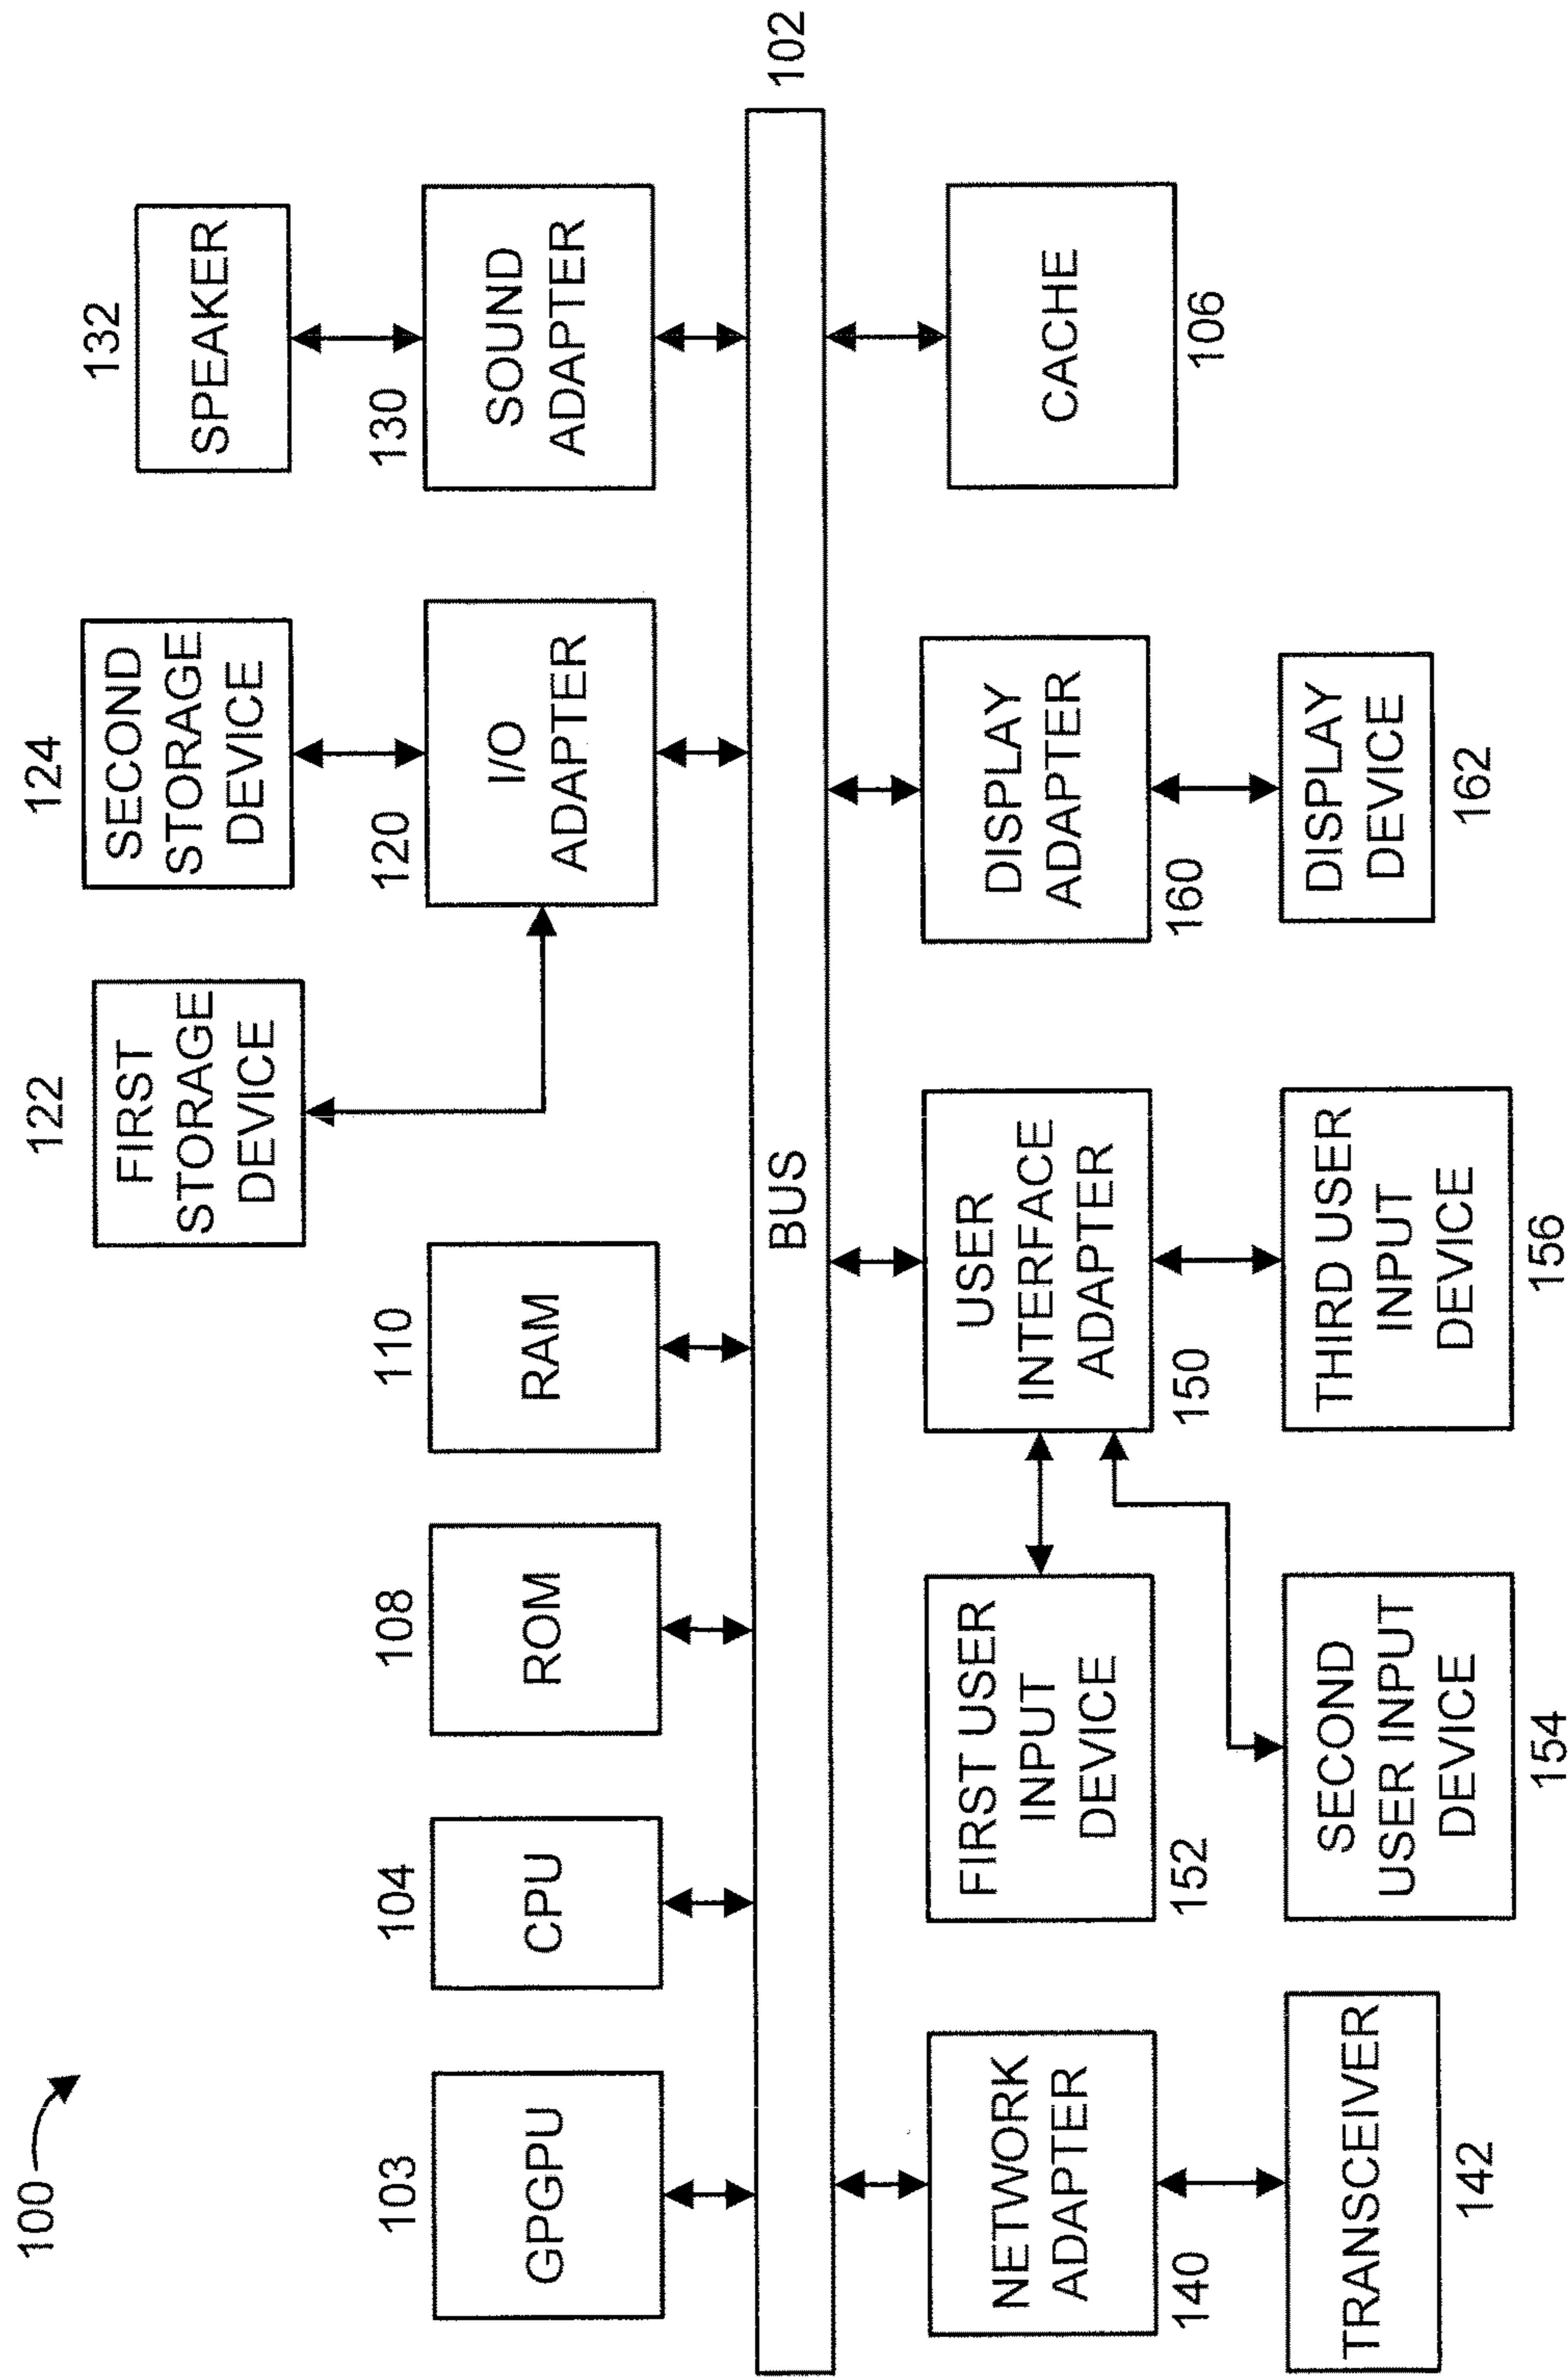 100
122
FIRST
STORAGE
DEVICE
124
SECOND
STORAGE
DEVICE
132
SPEAKER
103
GPGPU
104
CPU
108
ROM
110
RAM
120
I/O
ADAPTER
130
SOUND
ADAPTER
BUS
102
NETWORK
ADAPTER
140
FIRST USER
INPUT
DEVICE
152
USER
INTERFACE
ADAPTER
150
DISPLAY
ADAPTER
160
CACHE
106
TRANSCEIVER
142
SECOND
USER INPUT
DEVICE
154
THIRD USER
INPUT
DEVICE
156
DISPLAY
DEVICE
162